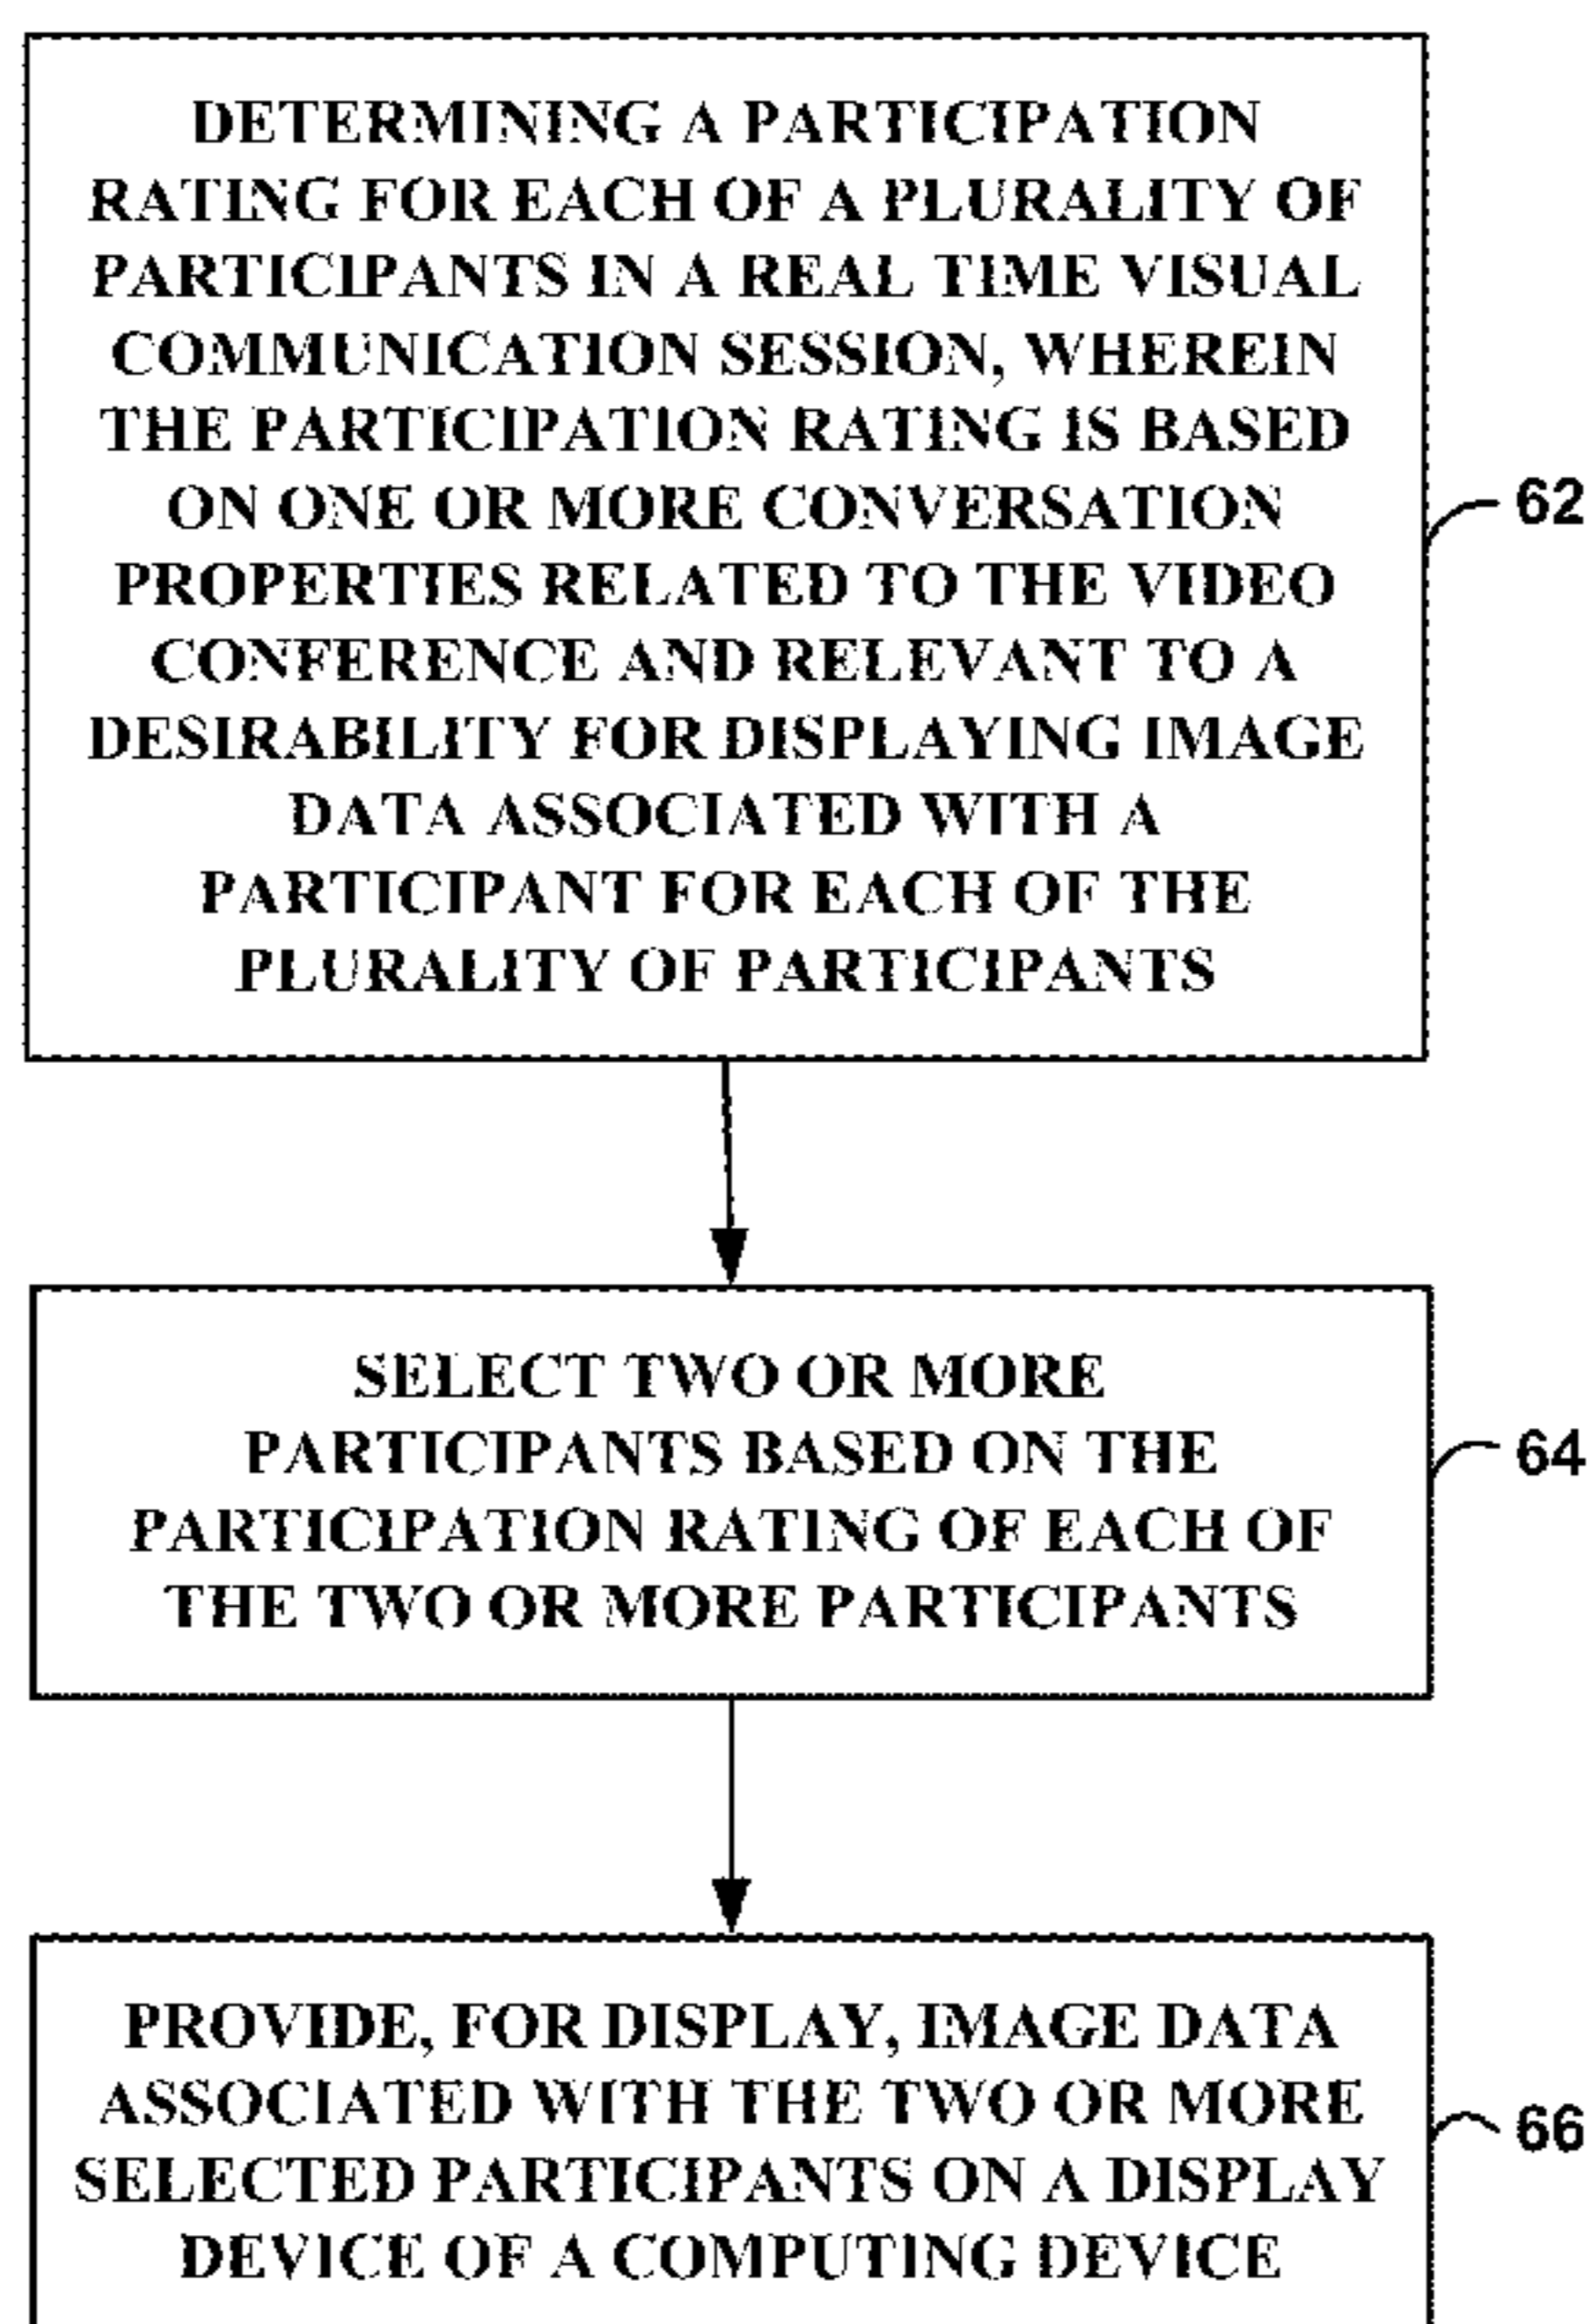 DETERMINING A PARTICIPATION
RATING FOR EACH OF A PLURALITY OF
PARTICIPANTS IN A REAL TIME VISUAL
COMMUNICATION SESSION, WHEREIN
THE PARTICIPATION RATING IS BASED
ON ONE OR MORE CONVERSATION
PROPERTIES RELATED TO THE VIDEO
CONFERENCE AND RELEVANT TO A
DESIRABILITY FOR DISPLAYING IMAGE
DATA ASSOCIATED WITH A
PARTICIPANT FOR EACH OF THE
PLURALITY OF PARTICIPANTS
62
SELECT TWO OR MORE
PARTICIPANTS BASED ON THE
PARTICIPATION RATING OF EACH OF
THE TWO OR MORE PARTICIPANTS
64
PROVIDE, FOR DISPLAY, IMAGE DATA
ASSOCIATED WITH THE TWO OR MORE
SELECTED PARTICIPANTS ON A DISPLAY
DEVICE OF A COMPUTING DEVICE
66